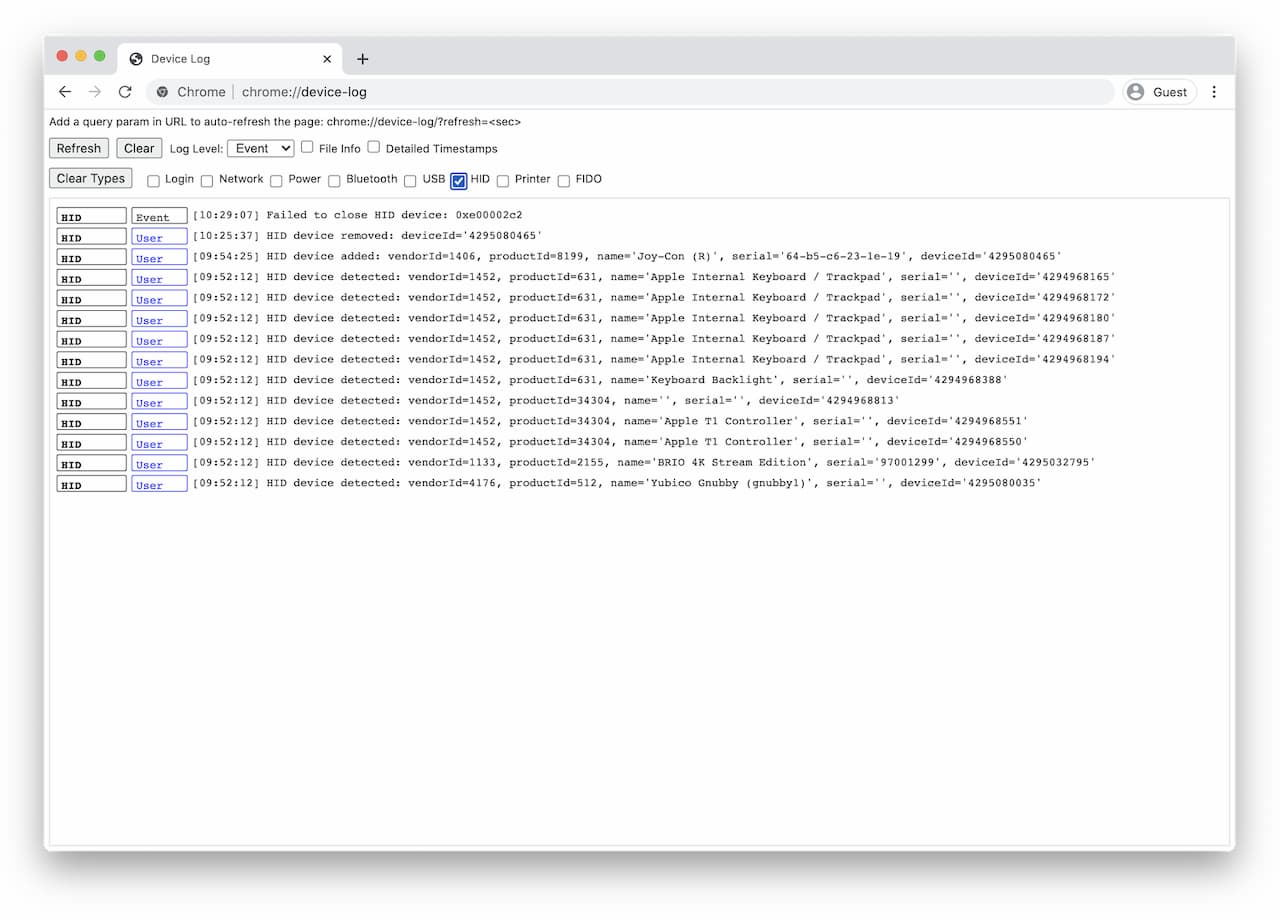 Device Log
Chrome chrome://device-log Guest
Add a query param in URL to auto-refresh the page: chrome://device-log/?refresh=<sec>
Refresh Clear Log Level: Event File Info Detailed Timestamps
Clear Types Login Network Power Bluetooth USB HID Printer FIDO
HID Event [10:29:07] Failed to close HID device: 0xe00002c2
HID User [10:25:37] HID device removed: deviceId='4295080465'
HID User [09:54:25] HID device added: vendorId=1406, productId=8199, name='Joy-Con (R)', serial='64-b5-c6-23-1e-19', deviceId='4295080465'
HID User [09:52:12] HID device detected: vendorId=1452, productId=631, name='Apple Internal Keyboard / Trackpad', serial='', deviceId='4294968165'
HID User [09:52:12] HID device detected: vendorId=1452, productId=631, name='Apple Internal Keyboard / Trackpad', serial='', deviceId='4294968172'
HID User [09:52:12] HID device detected: vendorId=1452, productId=631, name='Apple Internal Keyboard / Trackpad', serial='', deviceId='4294968180'
HID User [09:52:12] HID device detected: vendorId=1452, productId=631, name='Apple Internal Keyboard / Trackpad', serial='', deviceId='4294968187'
HID User [09:52:12] HID device detected: vendorId=1452, productId=631, name='Apple Internal Keyboard / Trackpad', serial='', deviceId='4294968194'
HID User [09:52:12] HID device detected: vendorId=1452, productId=631, name='Keyboard Backlight', serial='', deviceId='4294968388'
HID User [09:52:12] HID device detected: vendorId=1452, productId=34304, name='', serial='', deviceId='4294968813'
HID User [09:52:12] HID device detected: vendorId=1452, productId=34304, name='Apple T1 Controller', serial='', deviceId='4294968551'
HID User [09:52:12] HID device detected: vendorId=1452, productId=34304, name='Apple T1 Controller', serial='', deviceId='4294968550'
HID User [09:52:12] HID device detected: vendorId=1133, productId=2155, name='BRIO 4K Stream Edition', serial='97001299', deviceId='4295032795'
HID User [09:52:12] HID device detected: vendorId=4176, productId=512, name='Yubico Gnubby (gnubby1)', serial='', deviceId='4295080035'